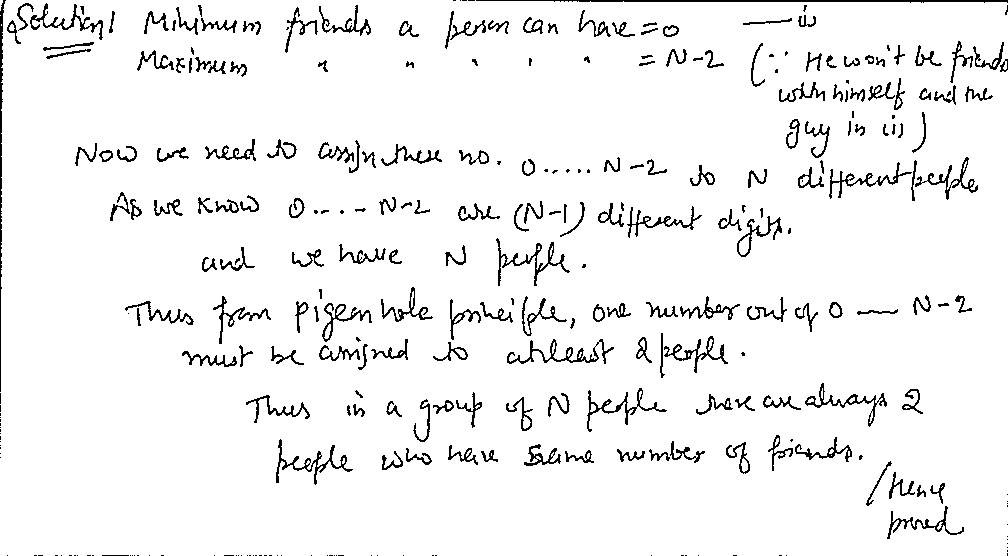 Solution! Minimum friends a person can have = 0 — (i)
Maximum " " " " " = N-2 (∵ He won't be friends
with himself and the
guy in (i))
Now we need to assign these no. 0..... N-2 to N different people
As we know 0.... N-2 are (N-1) different digits.
and we have N people.
Thus from pigeon hole principle, one number out of 0 — N-2
must be assigned to atleast 2 people.
Thus in a group of N people there are always 2
people who have same number of friends.
/Hence
proved